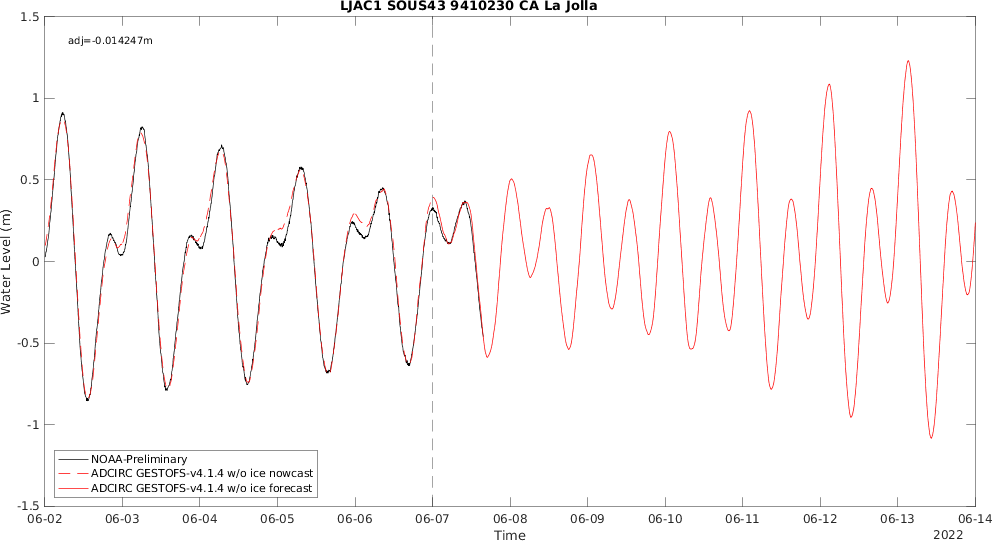 LJAC1 SOUS43 9410230 CA La Jolla
adj=-0.014247m
1.5
1
0.5
0
-0.5
-1
-1.5
Water Level (m)
NOAA-Preliminary
ADCIRC GESTOFS-v4.1.4 w/o ice nowcast
ADCIRC GESTOFS-v4.1.4 w/o ice forecast
06-02 06-03 06-04 06-05 06-06 06-07 06-08 06-09 06-10 06-11 06-12 06-13 06-14
Time
2022